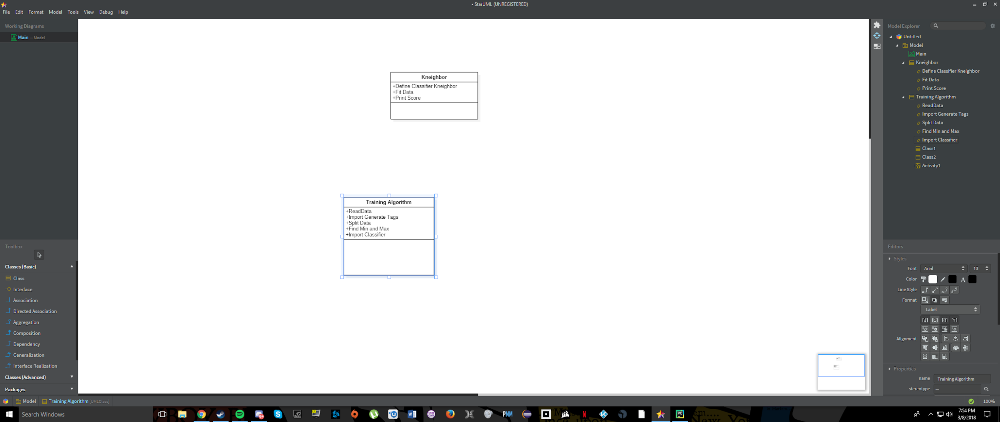 • StarUML (UNREGISTERED)
File Edit Format Model Tools View Debug Help
Working Diagrams
Main — Model
Toolbox
Classes (Basic)
Class
Interface
Association
Directed Association
Aggregation
Composition
Dependency
Generalization
Interface Realization
Classes (Advanced)
Packages
Kneighbor
+Define Classifier Kneighbor
+Fit Data
+Print Score
Training Algorithm
+ReadData
+Import Generate Tags
+Split Data
+Find Min and Max
+Import Classifier
Model Explorer
Untitled
Model
Main
Kneighbor
Define Classifier Kneighbor
Fit Data
Print Score
Training Algorithm
ReadData
Import Generate Tags
Split Data
Find Min and Max
Import Classifier
Class1
Class2
Activity1
Editors
Styles
Font Arial 13
Color A
Line Style
Format
Label
Alignment
Properties
name Training Algorithm
stereotype —
Model Training Algorithm [UMLClass]
100%
Search Windows
9+
99
W
gog com
PMM
N
PC
7:54 PM
3/8/2018